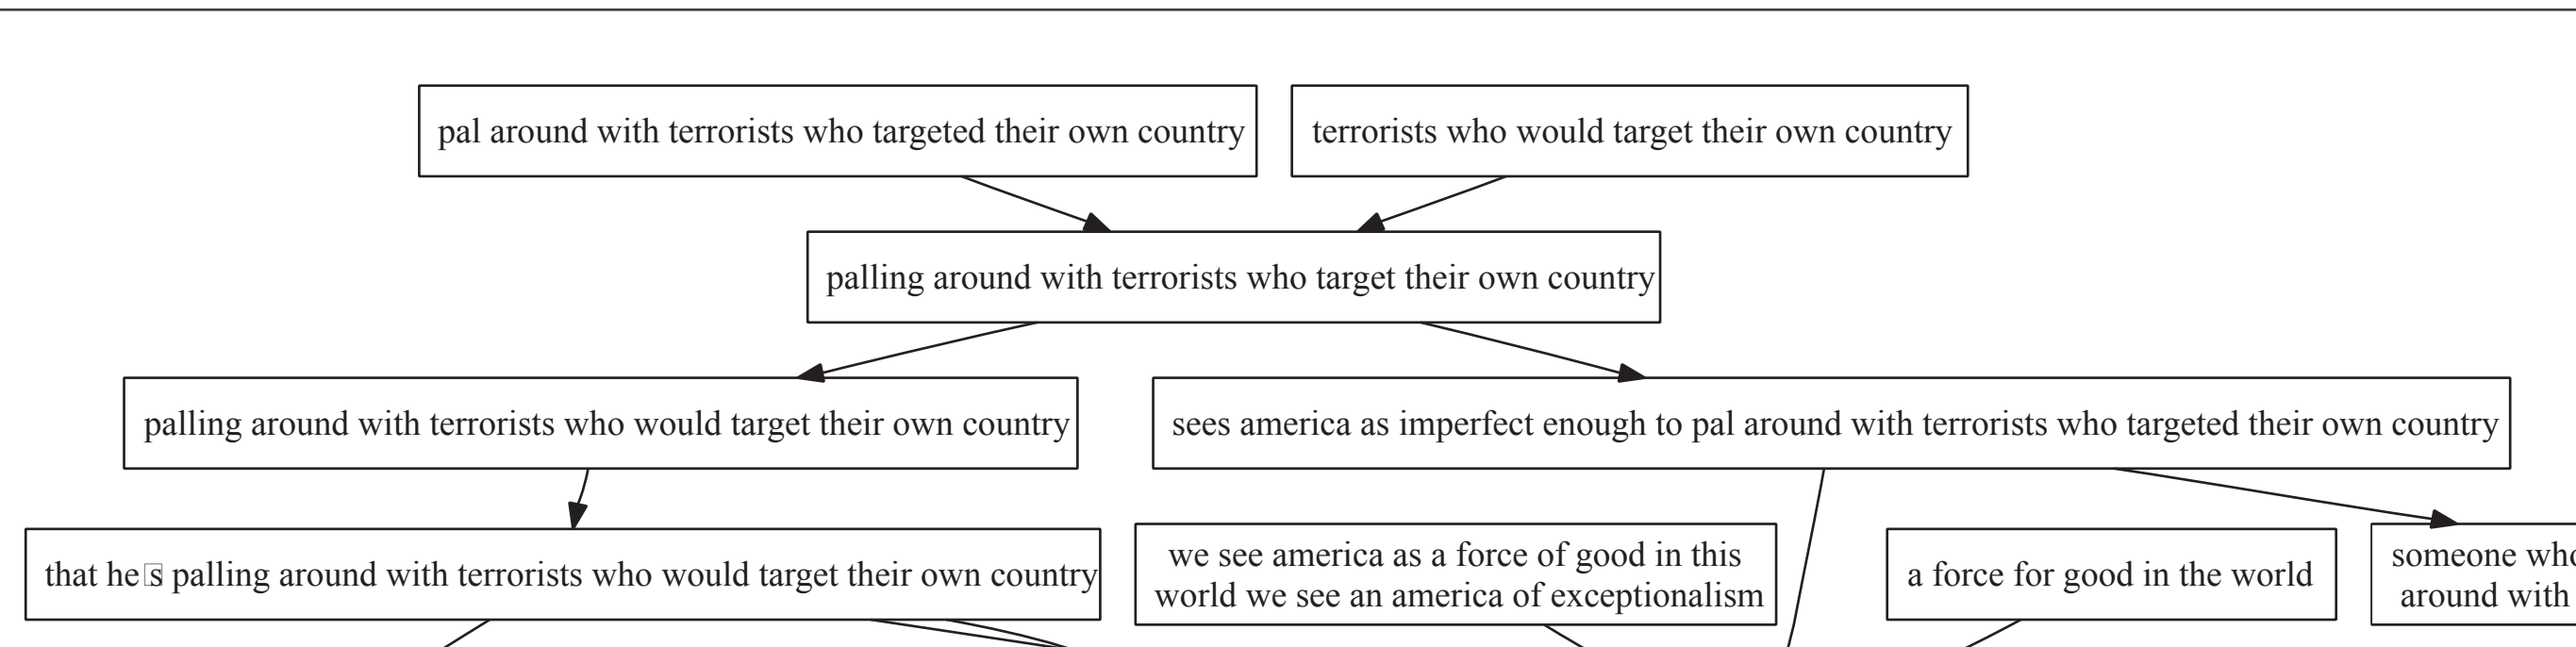 pal around with terrorists who targeted their own country
terrorists who would target their own country
palling around with terrorists who target their own country
palling around with terrorists who would target their own country
sees america as imperfect enough to pal around with terrorists who targeted their own country
that he s palling around with terrorists who would target their own country
we see america as a force of good in this
world we see an america of exceptionalism
a force for good in the world
someone
around with